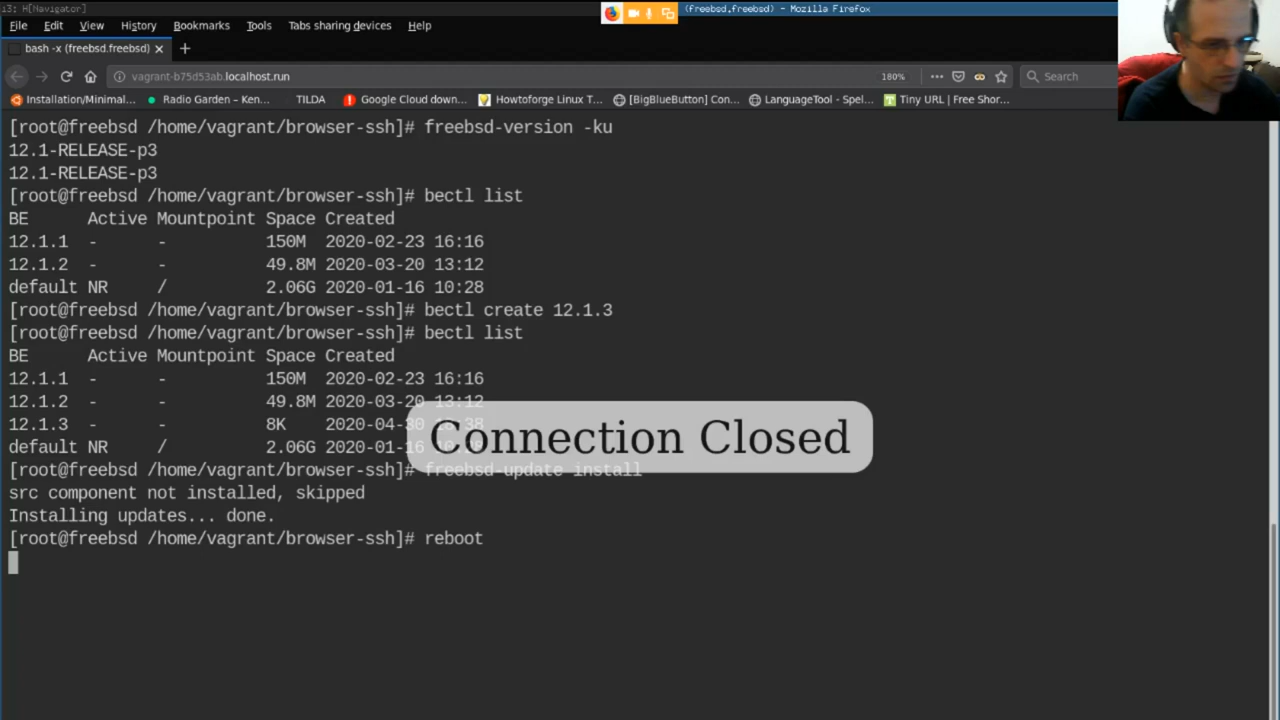 i3: H[Navigator]
(freebsd,freebsd) - Mozilla Firefox
File Edit View History Bookmarks Tools Tabs sharing devices Help
bash -x (freebsd.freebsd)
vagrant-b75d53ab.localhost.run
180%
Search
Installation/Minimal... Radio Garden – Ken... TILDA Google Cloud down... Howtoforge Linux T... [BigBlueButton] Con... LanguageTool - Spel... Tiny URL | Free Shor...
[root@freebsd /home/vagrant/browser-ssh]# freebsd-version -ku
12.1-RELEASE-p3
12.1-RELEASE-p3
[root@freebsd /home/vagrant/browser-ssh]# bectl list
BE Active Mountpoint Space Created
12.1.1 - - 150M 2020-02-23 16:16
12.1.2 - - 49.8M 2020-03-20 13:12
default NR / 2.06G 2020-01-16 10:28
[root@freebsd /home/vagrant/browser-ssh]# bectl create 12.1.3
[root@freebsd /home/vagrant/browser-ssh]# bectl list
BE Active Mountpoint Space Created
12.1.1 - - 150M 2020-02-23 16:16
12.1.2 - - 49.8M 2020-03-20 13:12
12.1.3 - - 8K 2020-04-30
default NR / 2.06G 2020-01-16 10:28
Connection Closed
[root@freebsd /home/vagrant/browser-ssh]# freebsd-update install
src component not installed, skipped
Installing updates... done.
[root@freebsd /home/vagrant/browser-ssh]# reboot